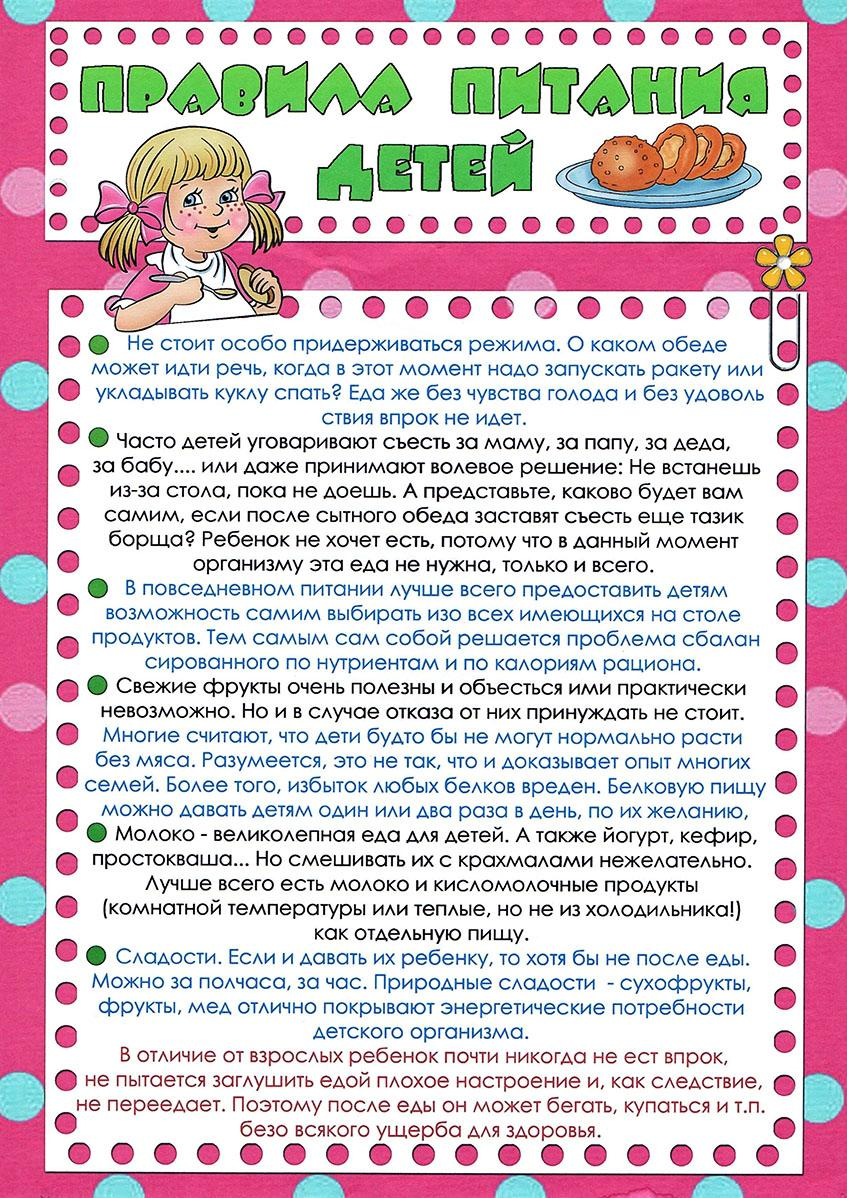 ПРАВИЛА ПИТАНИЯ
ДЕТЕЙ
Не стоит особо придерживаться режима. О каком обеде
может идти речь, когда в этот момент надо запускать ракету или
укладывать куклу спать? Еда же без чувства голода и без удоволь
ствия впрок не идет.
Часто детей уговаривают съесть за маму, за папу, за деда,
за бабу.... или даже принимают волевое решение: Не встанешь
из-за стола, пока не доешь. А представьте, каково будет вам
самим, если после сытного обеда заставят съесть еще тазик
борща? Ребенок не хочет есть, потому что в данный момент
организму эта еда не нужна, только и всего.
В повседневном питании лучше всего предоставить детям
возможность самим выбирать изо всех имеющихся на столе
продуктов. Тем самым сам собой решается проблема сбалан
сированного по нутриентам и по калориям рациона.
Свежие фрукты очень полезны и объесться ими практически
невозможно. Но и в случае отказа от них принуждать не стоит.
Многие считают, что дети будто бы не могут нормально расти
без мяса. Разумеется, это не так, что и доказывает опыт многих
семей. Более того, избыток любых белков вреден. Белковую пищу
можно давать детям один или два раза в день, по их желанию,
Молоко - великолепная еда для детей. А также йогурт, кефир,
простокваша... Но смешивать их с крахмалами нежелательно.
Лучше всего есть молоко и кисломолочные продукты
(комнатной температуры или теплые, но не из холодильника!)
как отдельную пищу.
Сладости. Если и давать их ребенку, то хотя бы не после еды.
Можно за полчаса, за час. Природные сладости - сухофрукты,
фрукты, мед отлично покрывают энергетические потребности
детского организма.
В отличие от взрослых ребенок почти никогда не ест впрок,
не пытается заглушить едой плохое настроение и, как следствие,
не переедает. Поэтому после еды он может бегать, купаться и т.п.
безо всякого ущерба для здоровья.